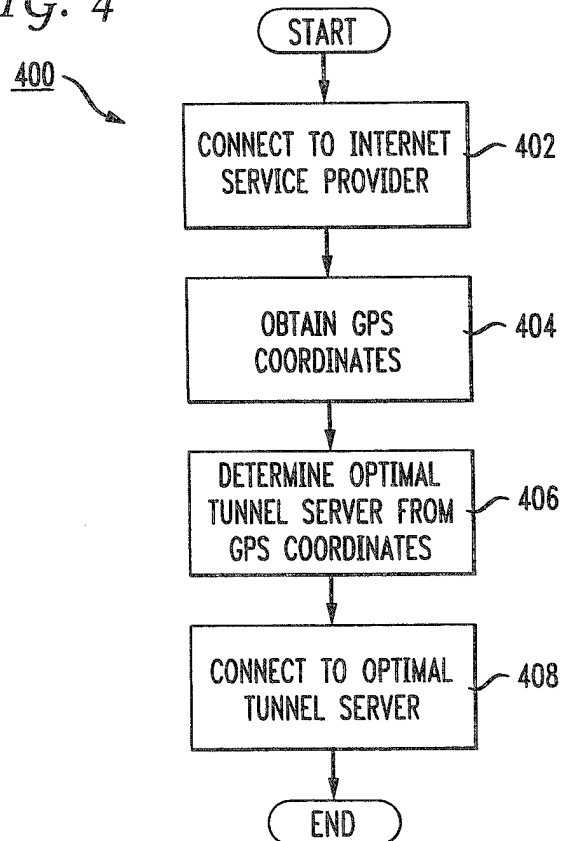 FIG. 4
START
400
CONNECT TO INTERNET
SERVICE PROVIDER
402
OBTAIN GPS
COORDINATES
404
DETERMINE OPTIMAL
TUNNEL SERVER FROM
GPS COORDINATES
406
CONNECT TO OPTIMAL
TUNNEL SERVER
408
END